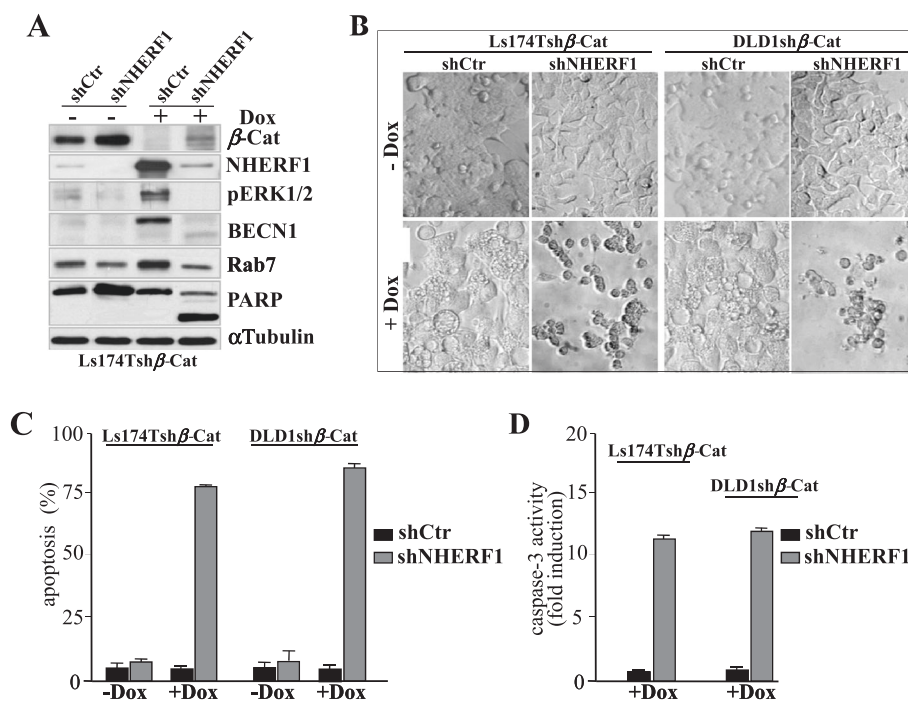 A
shCtr shNHERF1 shCtr shNHERF1
- - + + Dox
β-Cat
NHERF1
pERK1/2
BECN1
Rab7
PARP
αTubulin
Ls174Tshβ-Cat
B
Ls174Tshβ-Cat DLD1shβ-Cat
shCtr shNHERF1 shCtr shNHERF1
- Dox
+ Dox
C
Ls174Tshβ-Cat DLD1shβ-Cat
apoptosis (%)
100
75
50
25
0
-Dox +Dox -Dox +Dox
shCtr
shNHERF1
D
Ls174Tshβ-Cat
DLD1shβ-Cat
caspase-3 activity
(fold induction)
20
15
10
5
0
+Dox +Dox
shCtr
shNHERF1